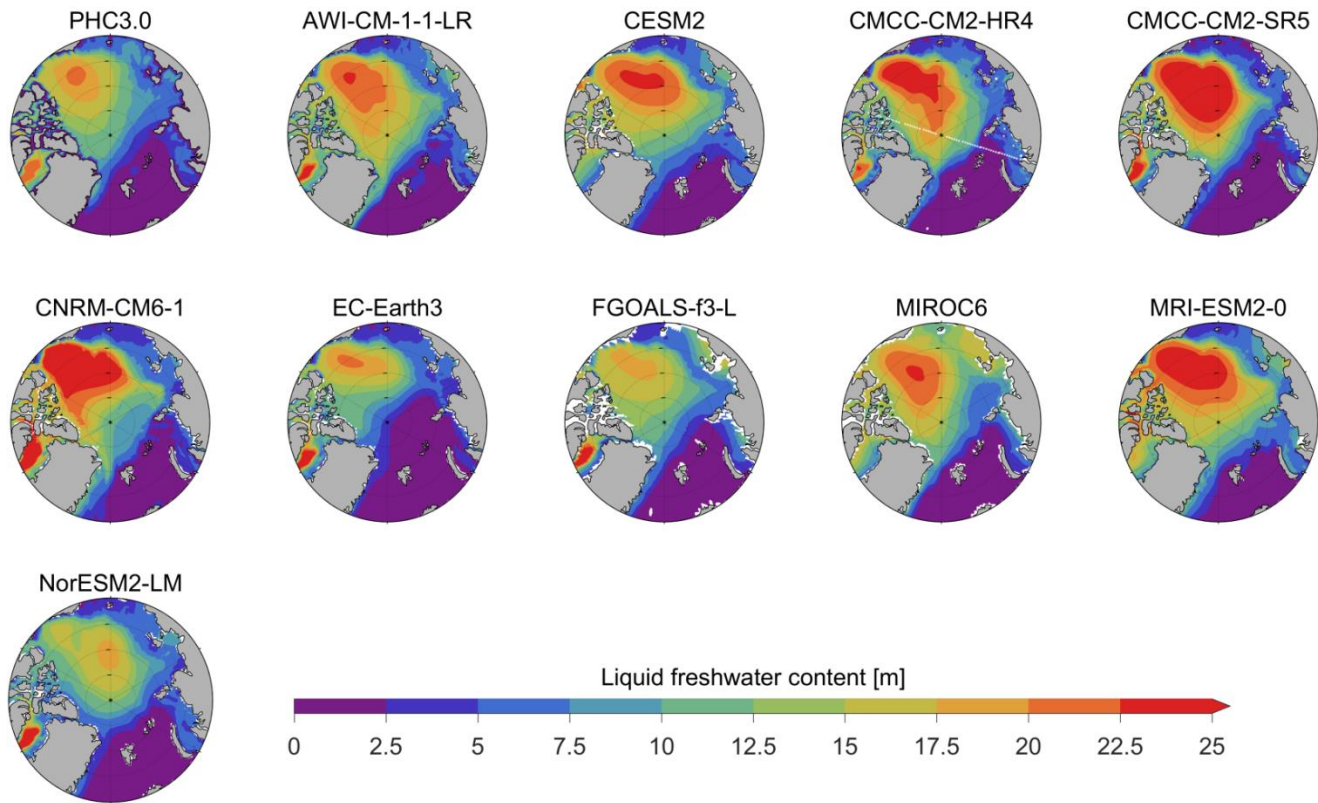 PHC3.0 AWI-CM-1-1-LR CESM2 CMCC-CM2-HR4 CMCC-CM2-SR5
CNRM-CM6-1 EC-Earth3 FGOALS-f3-L MIROC6 MRI-ESM2-0
NorESM2-LM
Liquid freshwater content [m]
0 2.5 5 7.5 10 12.5 15 17.5 20 22.5 25